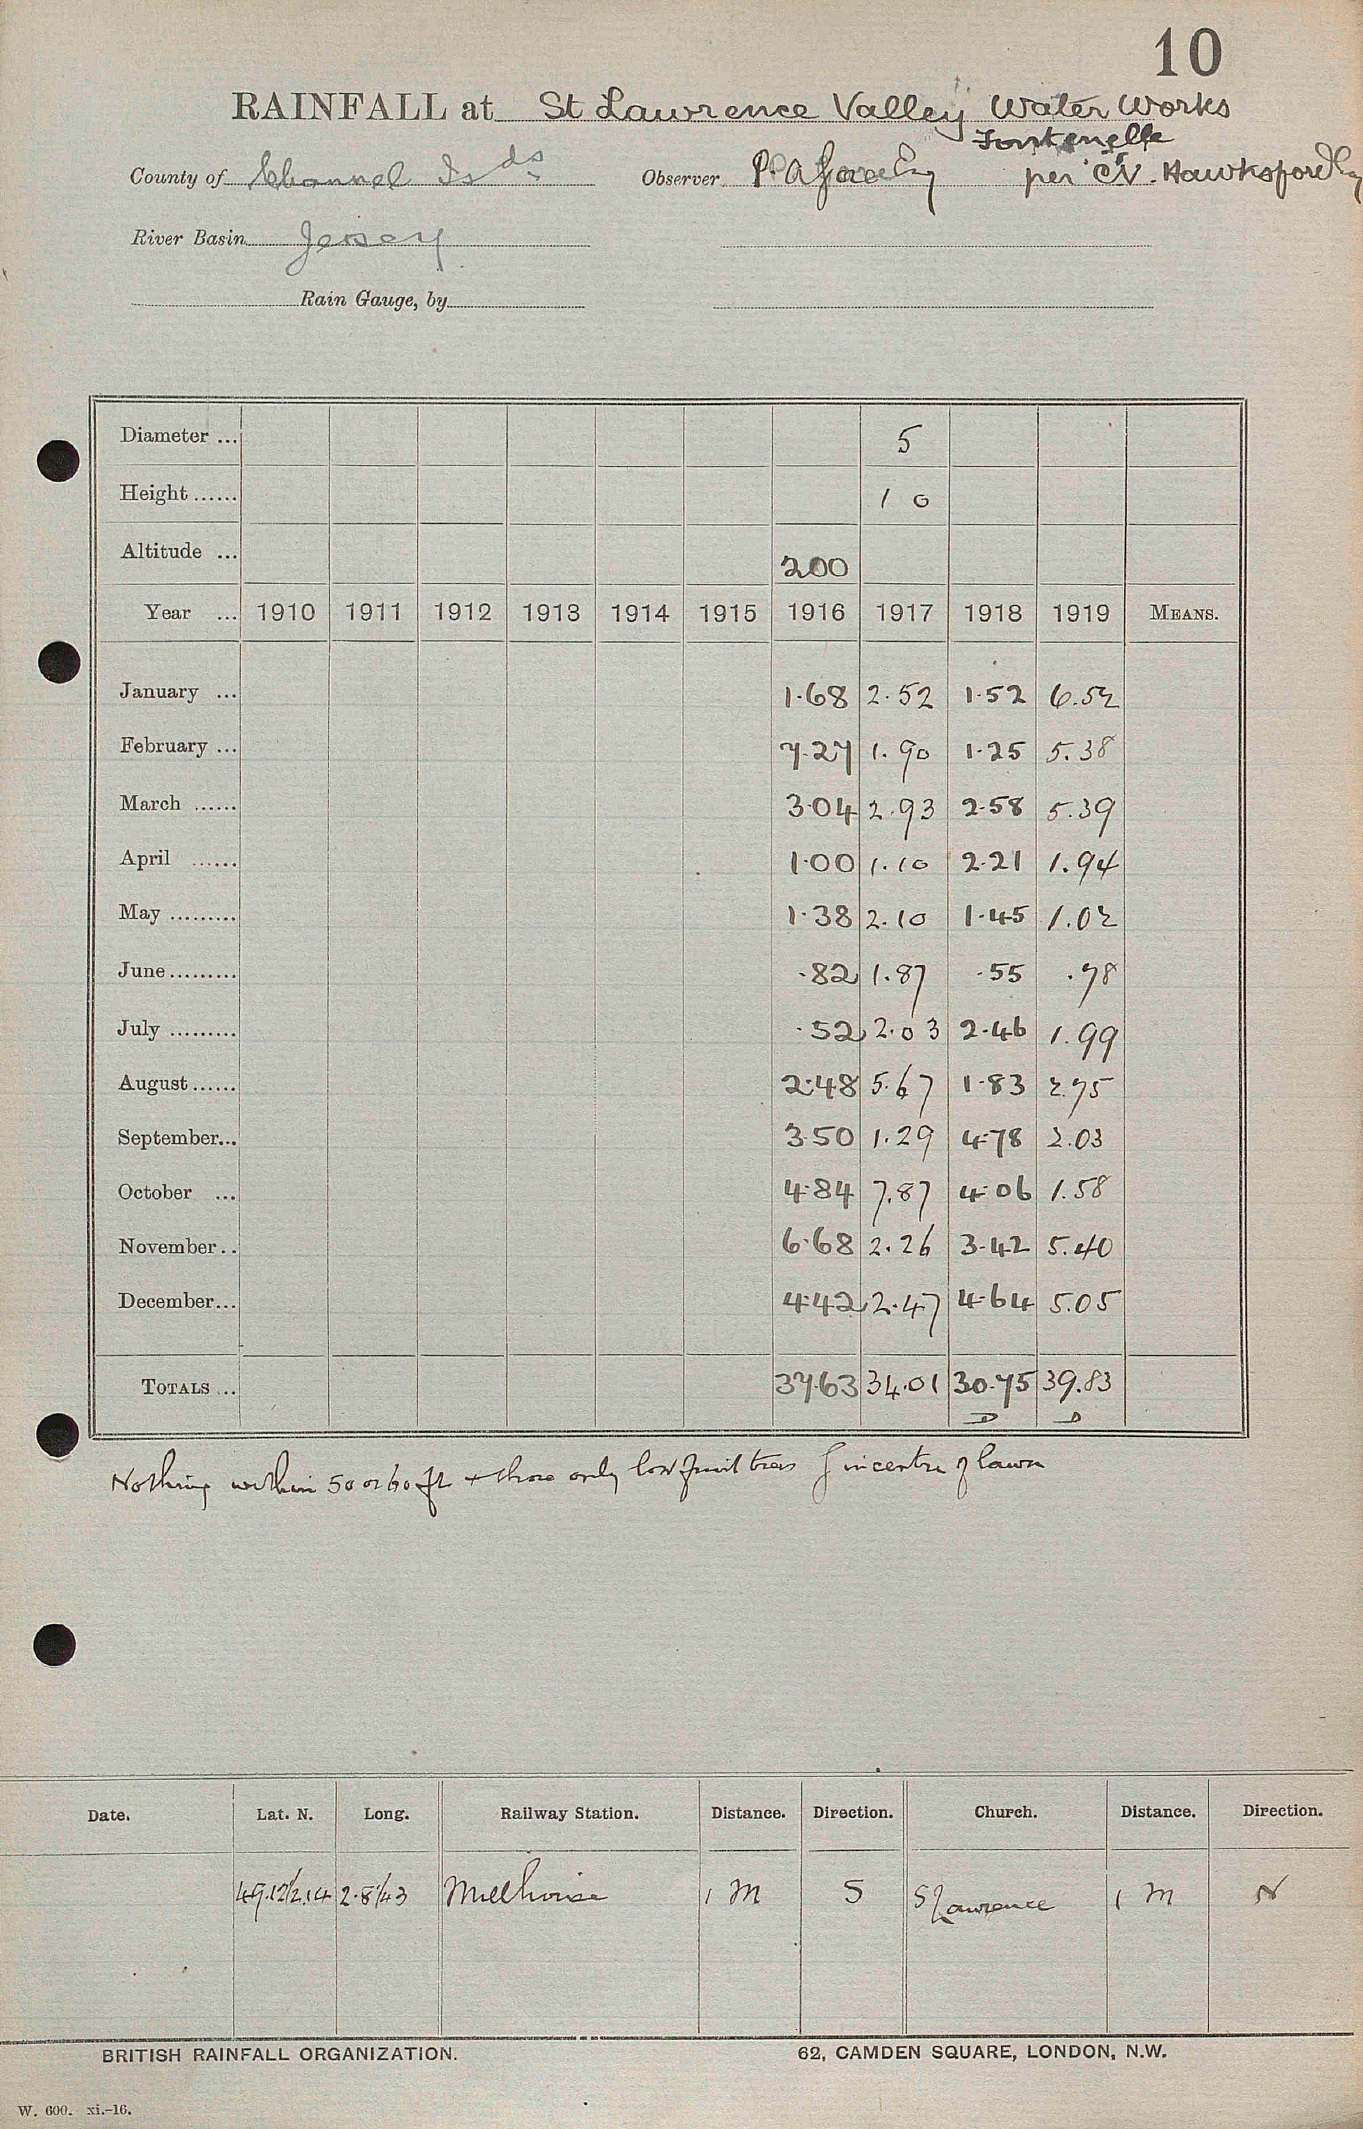 10
RAINFALL at St Lawrence Valley Water Works
Fontenelle
County of Channel Isds Observer P. A. per C.N. Hawksford Esq
River Basin Jersey
Rain Gauge, by
Diameter ... 5
Height ...... 1 0
Altitude ... 200
Year ... 1910 1911 1912 1913 1914 1915 1916 1917 1918 1919 MEANS.
January ... 1.68 2.52 1.52 6.52
February ... 7.27 1.90 1.25 5.38
March ...... 3.04 2.93 2.58 5.39
April ...... 1.00 1.10 2.21 1.94
May ......... 1.38 2.10 1.45 1.02
June ......... .82 1.87 .55 .78
July ......... .52 2.03 2.46 1.99
August ...... 2.48 5.67 1.83 2.75
September... 3.50 1.29 4.78 2.03
October ... 4.84 7.87 4.06 1.58
November .. 6.68 2.26 3.42 5.40
December... 4.42 2.47 4.64 5.05
TOTALS ... 37.63 34.01 30.75 39.83
D D
Nothing within 50 or 60 ft + those only low fruit trees in centre of lawn
Date. Lat. N. Long. Railway Station. Distance. Direction. Church. Distance. Direction.
49.12½.14 2.8.43 Millhouse 1 M S St Lawrence 1 M N
BRITISH RAINFALL ORGANIZATION. 62, CAMDEN SQUARE, LONDON, N.W.
W. 600. xi.-16.